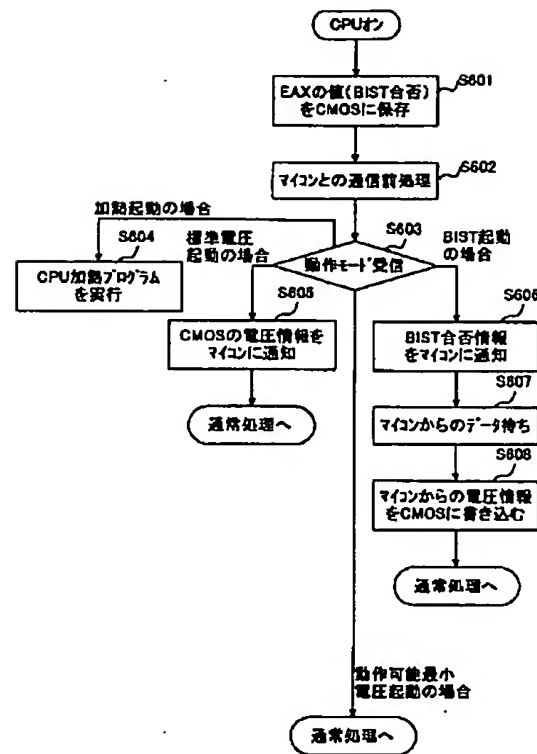 CPUオン
S601
EAXの値(BIST合否)
をCMOSに保存
S602
マイコンとの通信前処理
加熱起動の場合
S604
CPU加熱プログラム
を実行
標準電圧
起動の場合
S603
動作モード受信
BIST起動
の場合
S605
CMOSの電圧情報を
マイコンに通知
通常処理へ
S606
BIST合否情報
をマイコンに通知
S607
マイコンからのデータ待ち
S608
マイコンからの電圧情報
をCMOSに書き込む
通常処理へ
動作可能最小
電圧起動の場合
通常処理へ